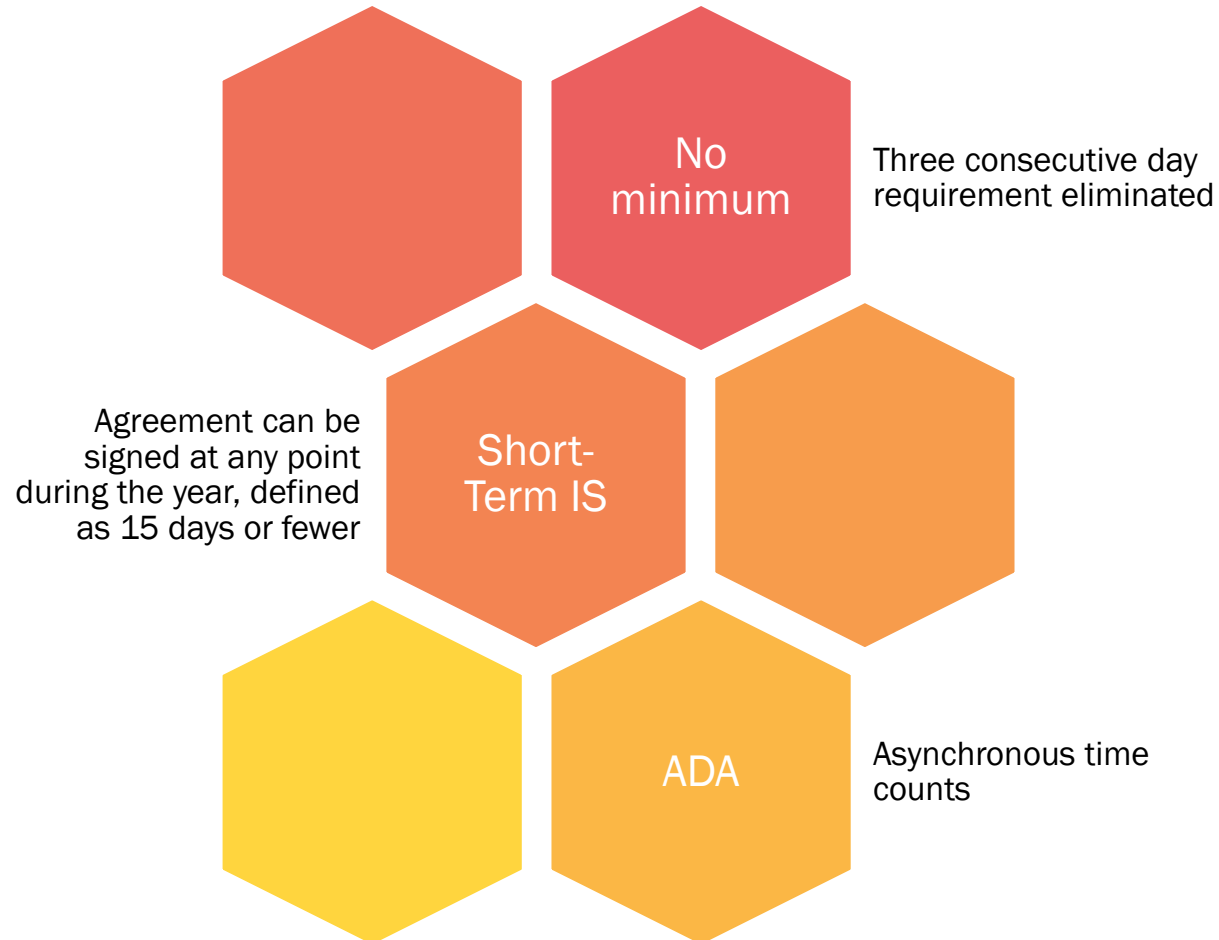 No
minimum
Three consecutive day
requirement eliminated
Agreement can be
signed at any point
during the year, defined
as 15 days or fewer
Short-
Term IS
ADA
Asynchronous time
counts